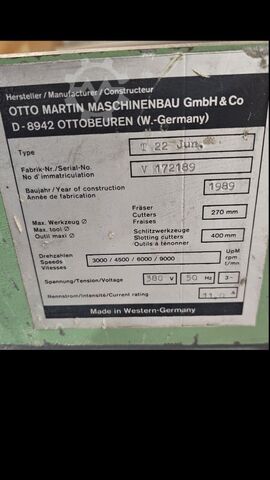 Hersteller/Manufacturer/Constructeur
OTTO MARTIN MASCHINENBAU GmbH & Co
D-8942 OTTOBEUREN (W.-Germany)
Type T 22 Jun.
Fabrik-Nr./Serial-No. V 172189
No d'immatriculation
Baujahr/Year of construction 1989
Année de fabrication
Max. Werkzeug Ø Fräser
Max. tool Ø Cutters 270 mm
Outil maxi Ø Fraises
Schlitzwerkzeuge
Slotting cutters 400 mm
Outils à tenonner
Drehzahlen UpM
Speeds 3000 / 4500 / 6000 / 9000 rpm
Vitesses t/mn.
Spannung/Tension/Voltage 380 V 50 Hz 3~
Nennstrom/Intensité/Current rating A
Made in Western-Germany